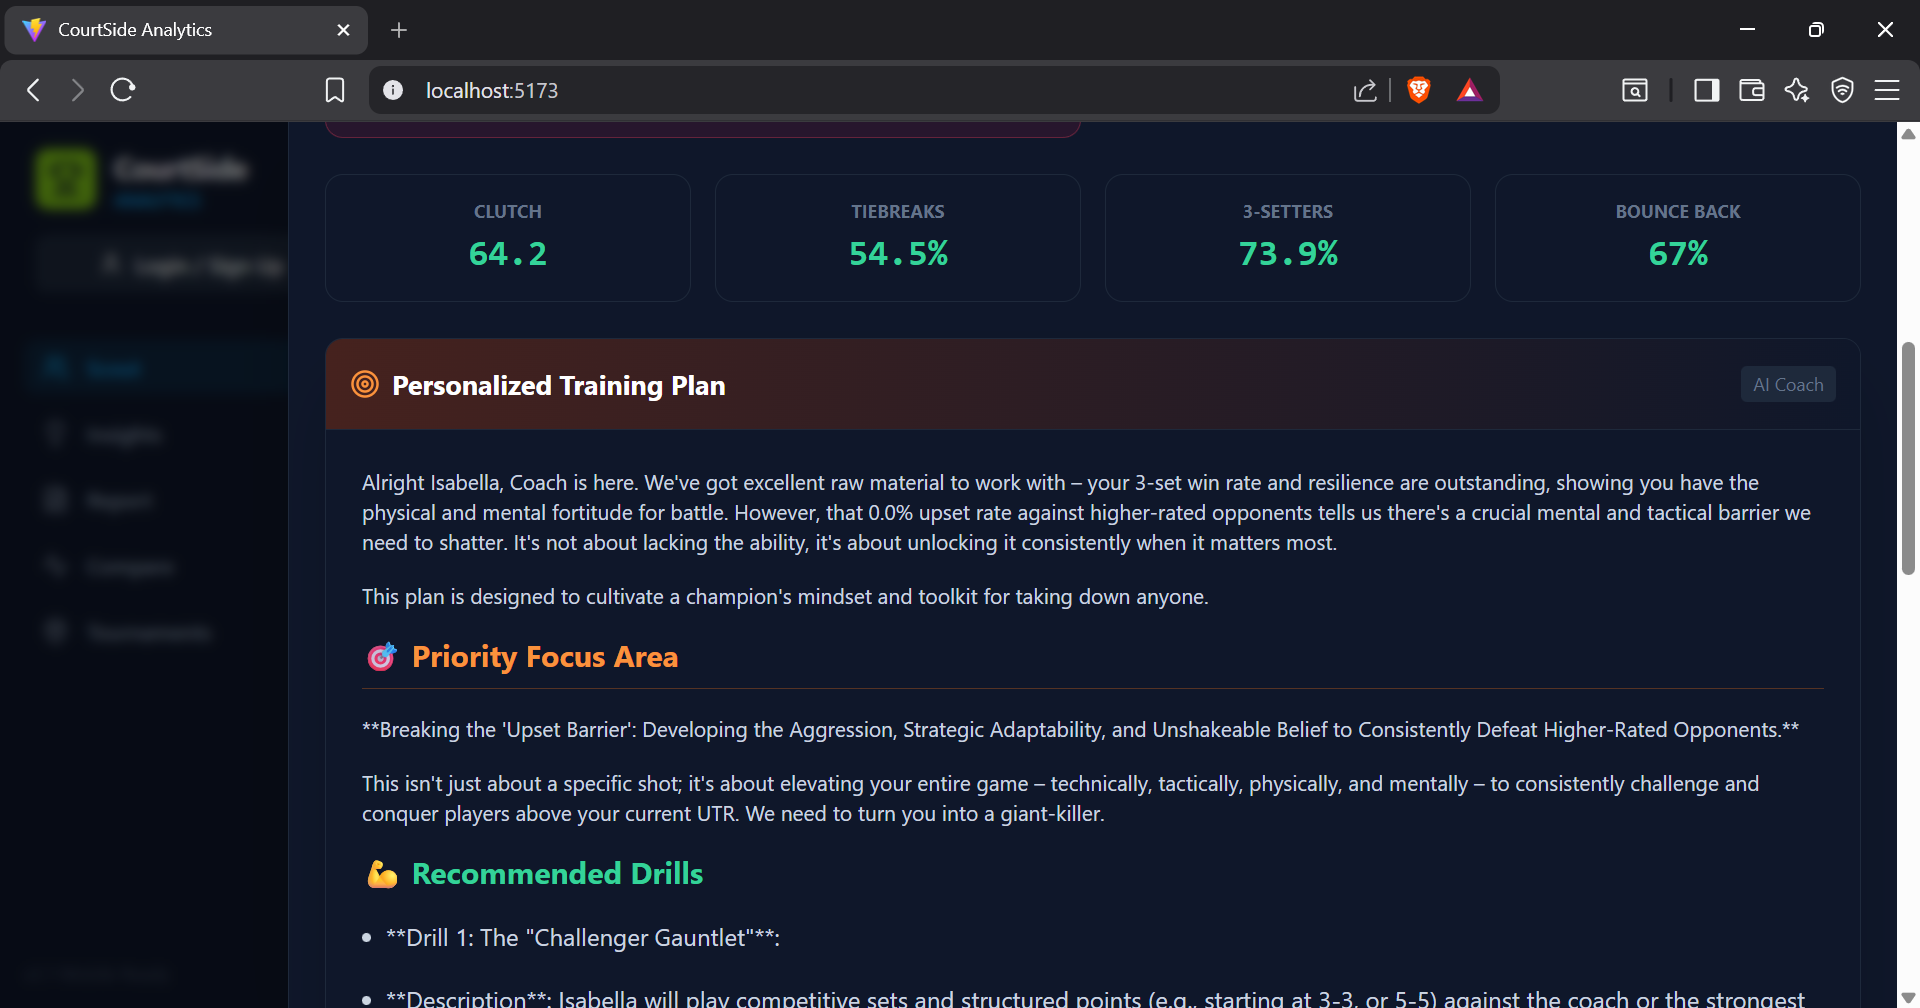 CourtSide Analytics
localhost:5173
CourtSide
ANALYTICS
Login / Sign Up
Scout
Insights
Report
Compare
Tournaments
CLUTCH
64.2
TIEBREAKS
54.5%
3-SETTERS
73.9%
BOUNCE BACK
67%
Personalized Training Plan
AI Coach
Alright Isabella, Coach is here. We've got excellent raw material to work with – your 3-set win rate and resilience are outstanding, showing you have the
physical and mental fortitude for battle. However, that 0.0% upset rate against higher-rated opponents tells us there's a crucial mental and tactical barrier we
need to shatter. It's not about lacking the ability, it's about unlocking it consistently when it matters most.
This plan is designed to cultivate a champion's mindset and toolkit for taking down anyone.
🎯 Priority Focus Area
**Breaking the 'Upset Barrier': Developing the Aggression, Strategic Adaptability, and Unshakeable Belief to Consistently Defeat Higher-Rated Opponents.**
This isn't just about a specific shot; it's about elevating your entire game – technically, tactically, physically, and mentally – to consistently challenge and
conquer players above your current UTR. We need to turn you into a giant-killer.
💪 Recommended Drills
• **Drill 1: The "Challenger Gauntlet"**:
• **Description**: Isabella will play competitive sets and structured points (e.g., starting at 3-3, or 5-5) against the coach or the strongest